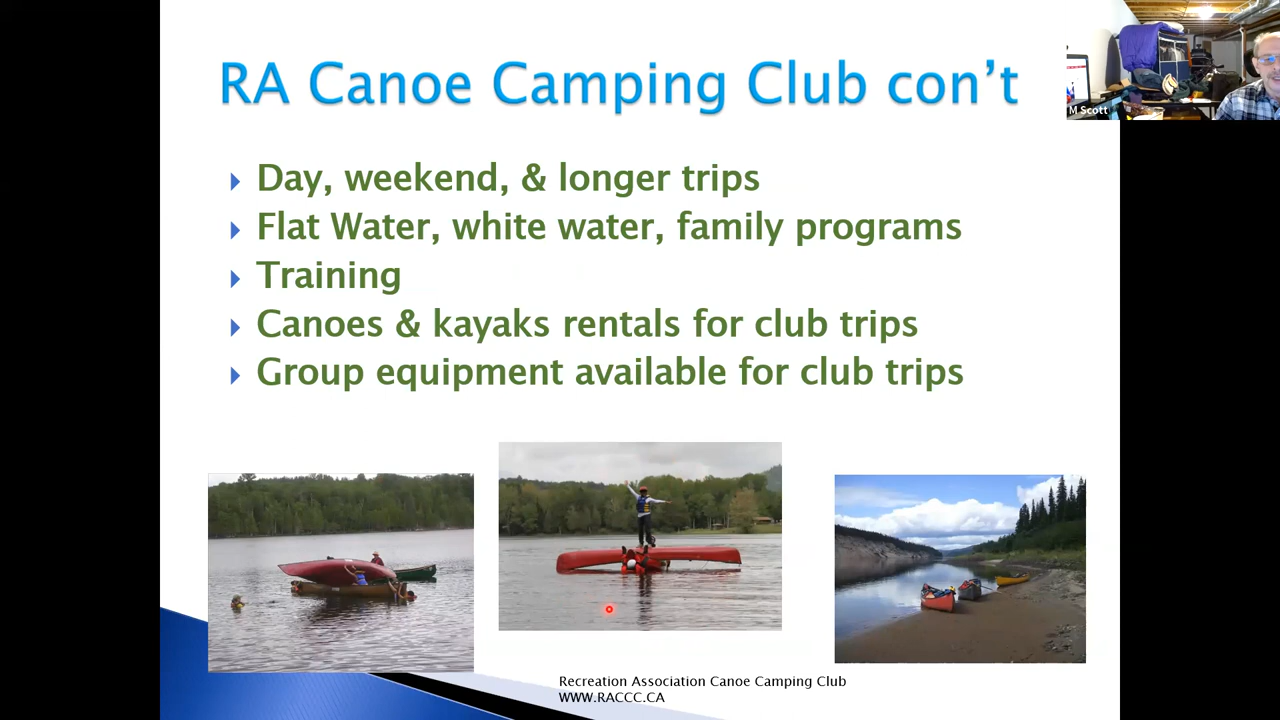 RA Canoe Camping Club con’t
M Scott
Day, weekend, & longer trips
Flat Water, white water, family programs
Training
Canoes & kayaks rentals for club trips
Group equipment available for club trips
Recreation Association Canoe Camping Club
WWW.RACCC.CA